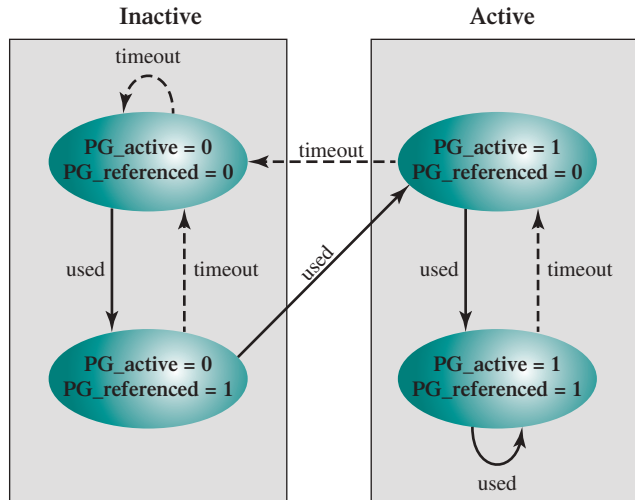 Inactive
Active
timeout
PG_active = 0
PG_referenced = 0
timeout
PG_active = 1
PG_referenced = 0
used
timeout
used
used
timeout
PG_active = 0
PG_referenced = 1
PG_active = 1
PG_referenced = 1
used